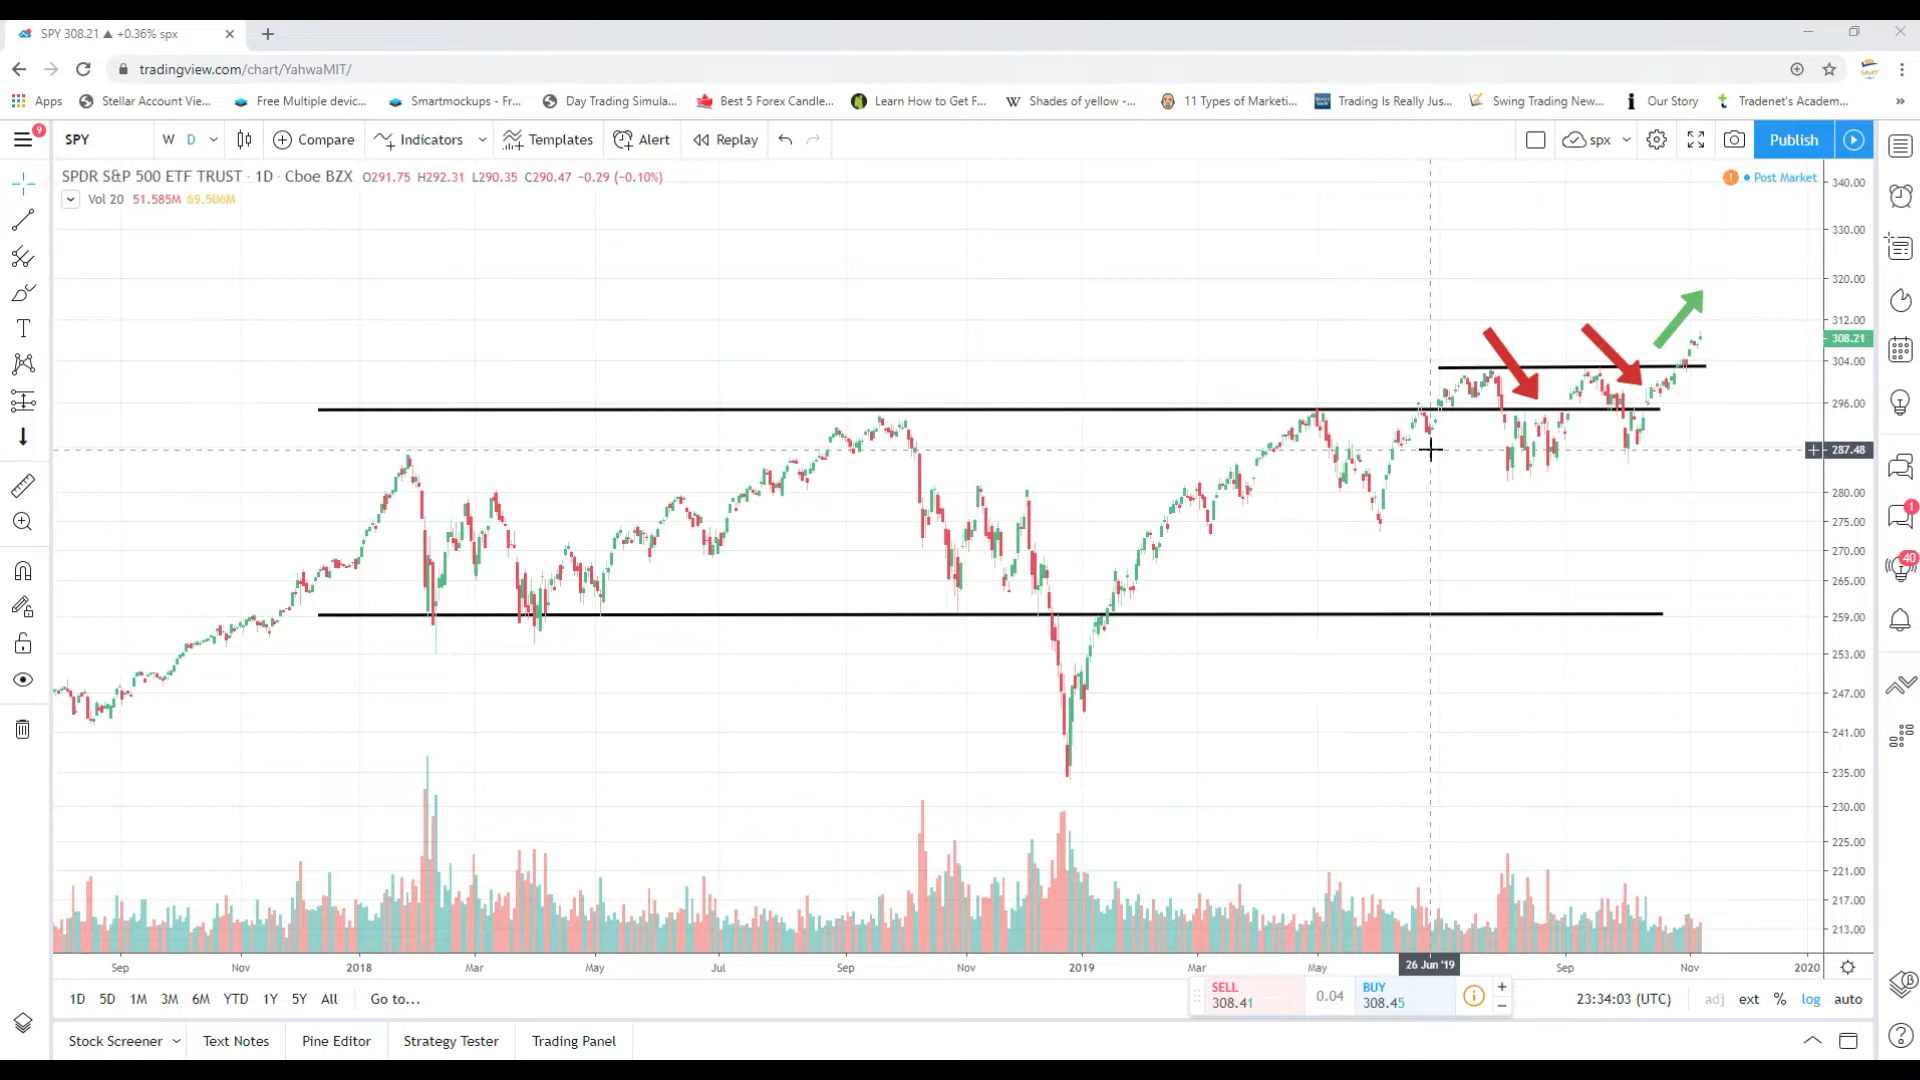 SPY 308.21 ▲ +0.36% spx
tradingview.com/chart/YahwaMIT/
Apps Stellar Account Vie... Free Multiple devic... Smartmockups - Fr... Day Trading Simula... Best 5 Forex Candle... Learn How to Get F... W Shades of yellow -... 11 Types of Marketi... Trading Is Really Jus... Swing Trading New... Our Story Tradenet's Academ... »
9 SPY W D Compare Indicators Templates Alert Replay spx Publish
SPDR S&P 500 ETF TRUST · 1D · Cboe BZX O291.75 H292.31 L290.35 C290.47 −0.29 (−0.10%)
Post Market
Vol 20 51.585M 69.506M
340.00
330.00
320.00
312.00
308.21
304.00
296.00
287.48
280.00
275.00
270.00
265.00
259.00
253.00
247.00
241.00
235.00
230.00
225.00
221.00
217.00
213.00
1
40
Sep Nov 2018 Mar May Jul Sep Nov 2019 Mar May 26 Jun '19 Sep Nov 2020
1D 5D 1M 3M 6M YTD 1Y 5Y All Go to...
SELL 308.41 0.04 BUY 308.45
23:34:03 (UTC) adj ext % log auto
Stock Screener Text Notes Pine Editor Strategy Tester Trading Panel